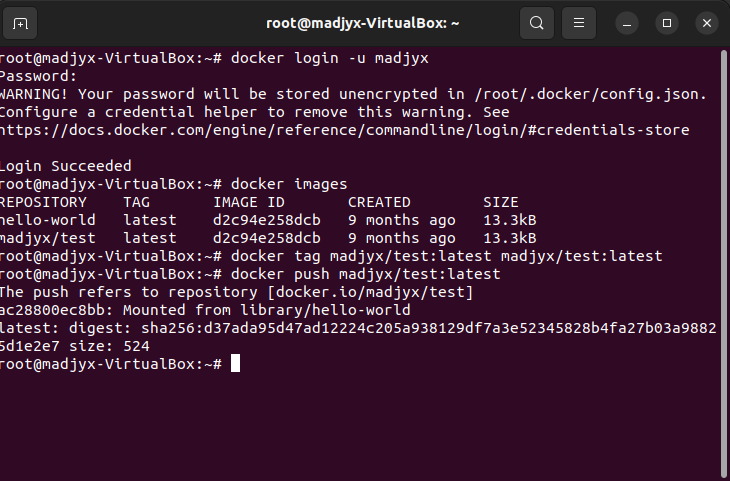 root@madjyx-VirtualBox: ~
root@madjyx-VirtualBox:~# docker login -u madjyx
Password:
WARNING! Your password will be stored unencrypted in /root/.docker/config.json.
Configure a credential helper to remove this warning. See
https://docs.docker.com/engine/reference/commandline/login/#credentials-store
Login Succeeded
root@madjyx-VirtualBox:~# docker images
REPOSITORY TAG IMAGE ID CREATED SIZE
hello-world latest d2c94e258dcb 9 months ago 13.3kB
madjyx/test latest d2c94e258dcb 9 months ago 13.3kB
root@madjyx-VirtualBox:~# docker tag madjyx/test:latest madjyx/test:latest
root@madjyx-VirtualBox:~# docker push madjyx/test:latest
The push refers to repository [docker.io/madjyx/test]
ac28800ec8bb: Mounted from library/hello-world
latest: digest: sha256:d37ada95d47ad12224c205a938129df7a3e52345828b4fa27b03a9882
5d1e2e7 size: 524
root@madjyx-VirtualBox:~#